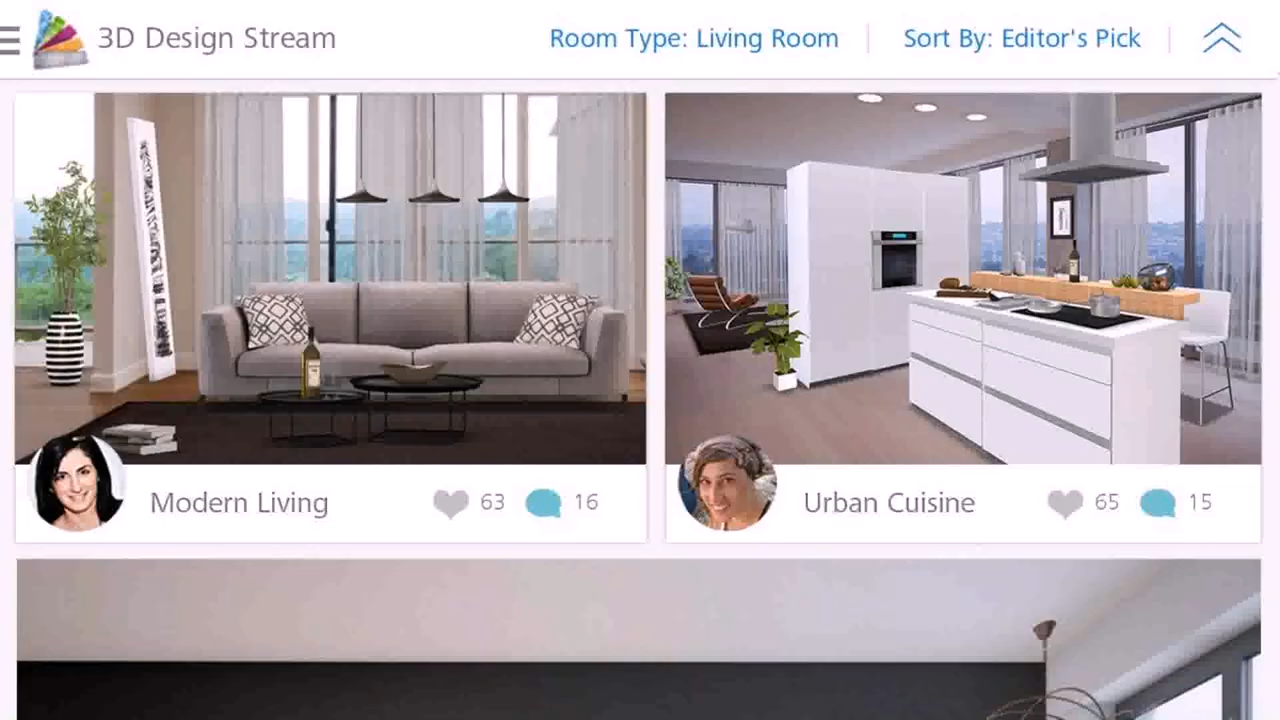 3D Design Stream
Room Type: Living Room
Sort By: Editor's Pick
Modern Living
63
16
Urban Cuisine
65
15